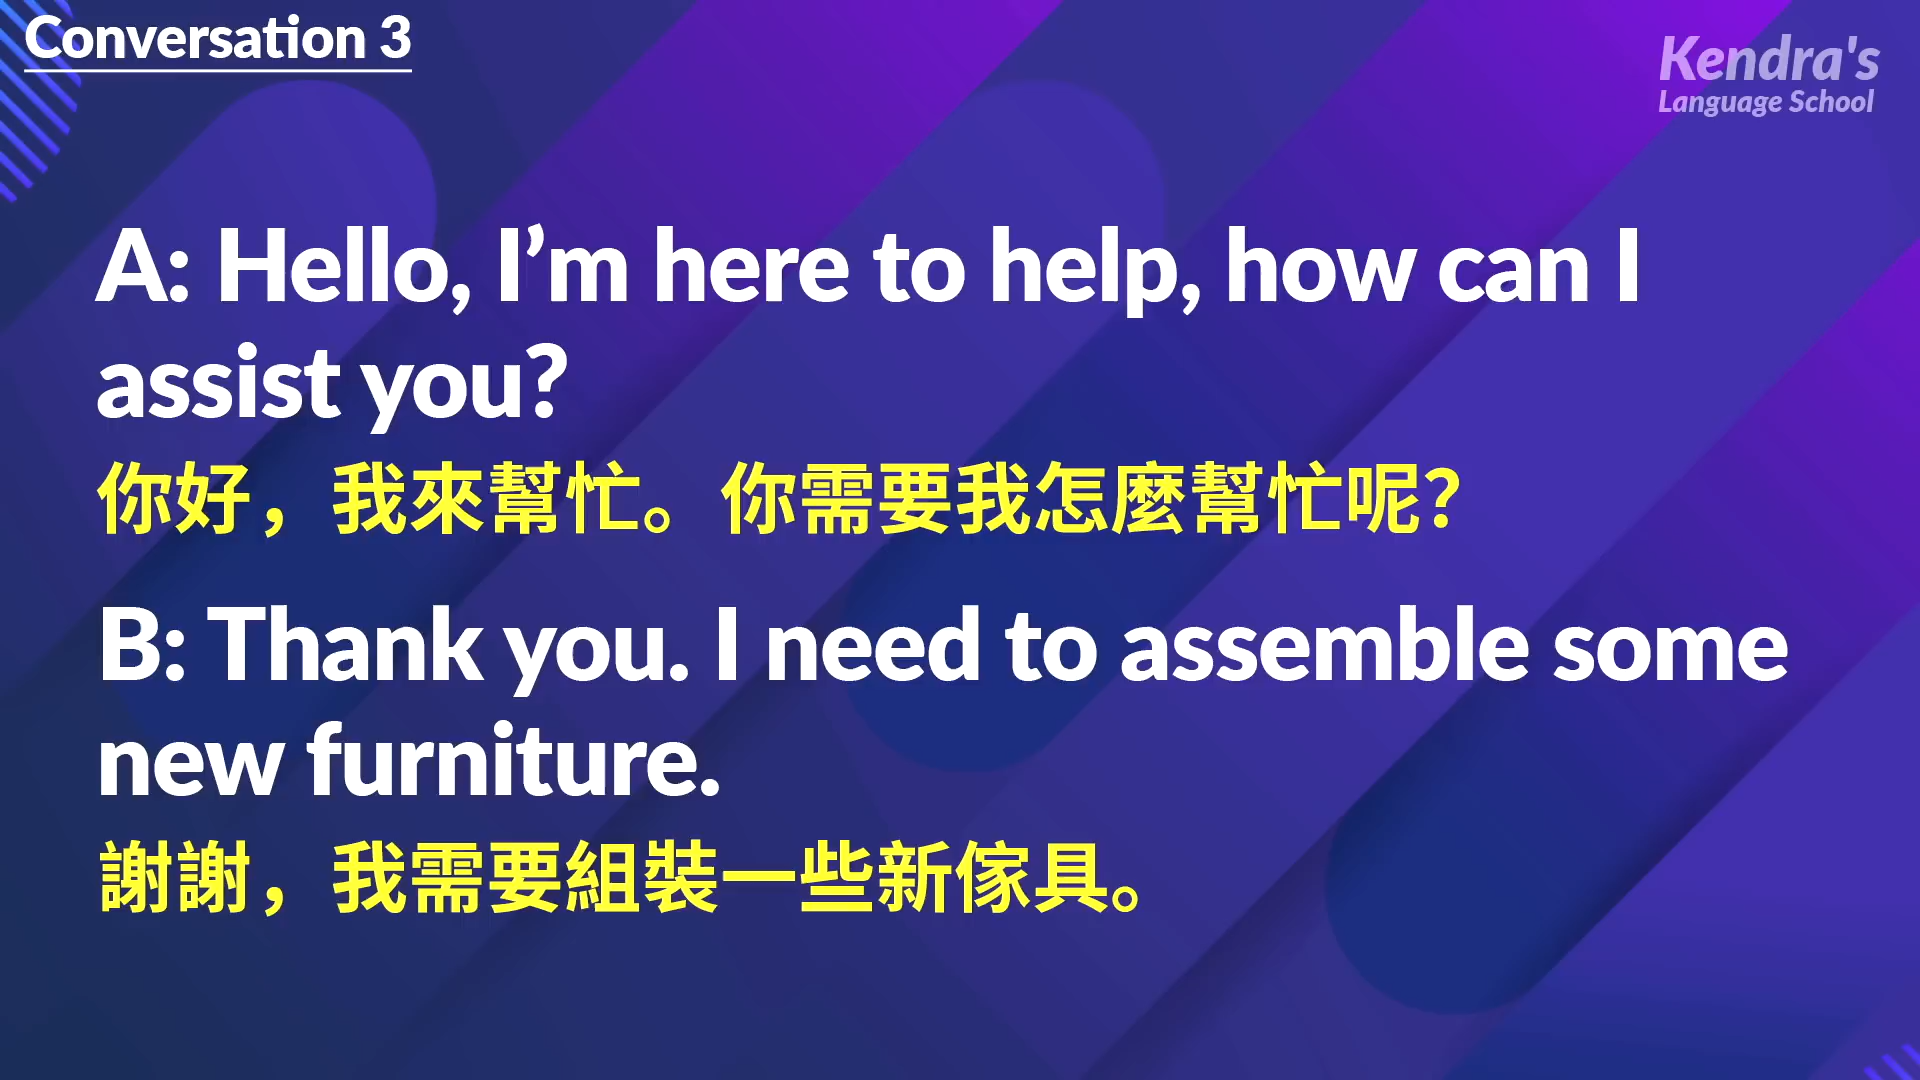 Conversation 3
Kendra's
Language School
A: Hello, I’m here to help, how can I
assist you?
你好，我來幫忙。你需要我怎麼幫忙呢？
B: Thank you. I need to assemble some
new furniture.
謝謝，我需要組裝一些新傢具。